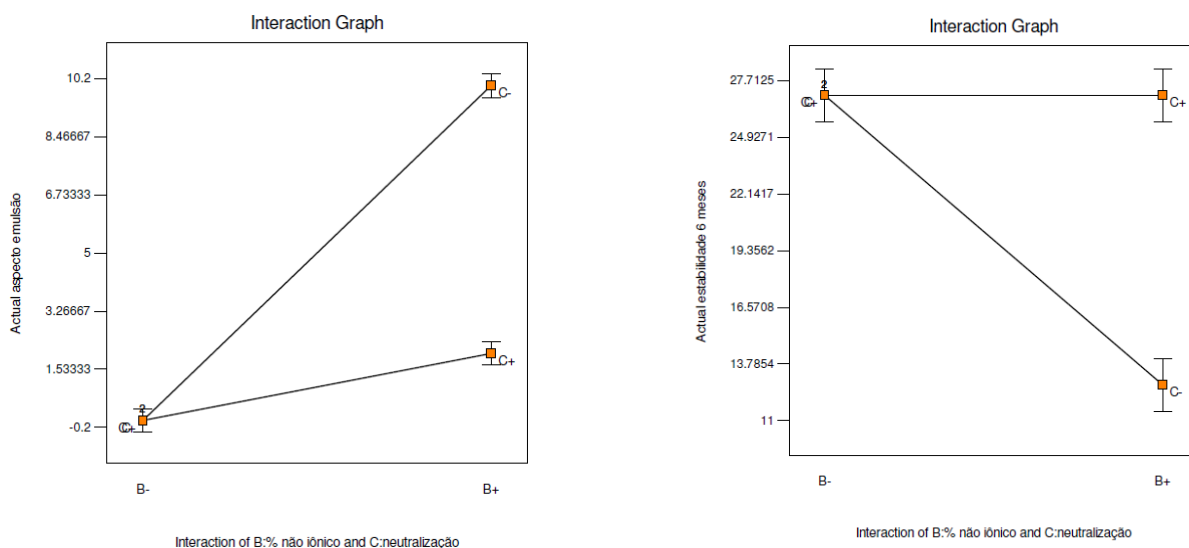 Interaction Graph
10.2
8.46667
6.73333
5
3.26667
1.53333
-0.2
Actual aspecto emulsão
C-
C+
2
B-
B+
Interaction of B:% não iônico and C:neutralização
Interaction Graph
27.7125
24.9271
22.1417
19.3562
16.5708
13.7854
11
Actual estabilidade 6 meses
2
C+
C-
B-
B+
Interaction of B:% não iônico and C:neutralização